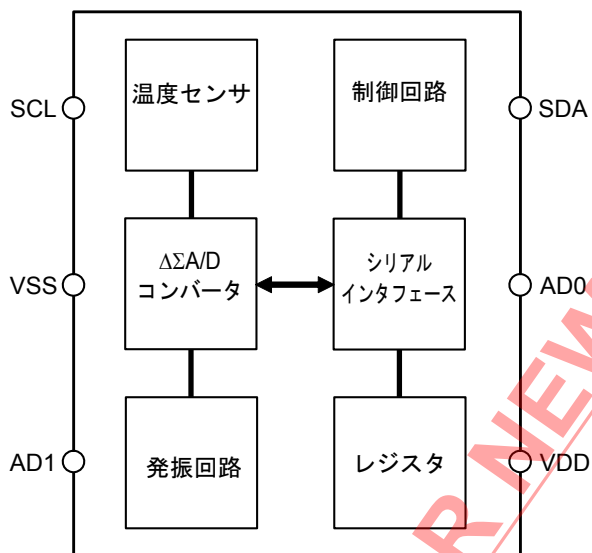 温度センサ
制御回路
SCL
SDA
ΔΣA/D
コンバータ
シリアル
インタフェース
VSS
AD0
発振回路
レジスタ
AD1
VDD
R NEW